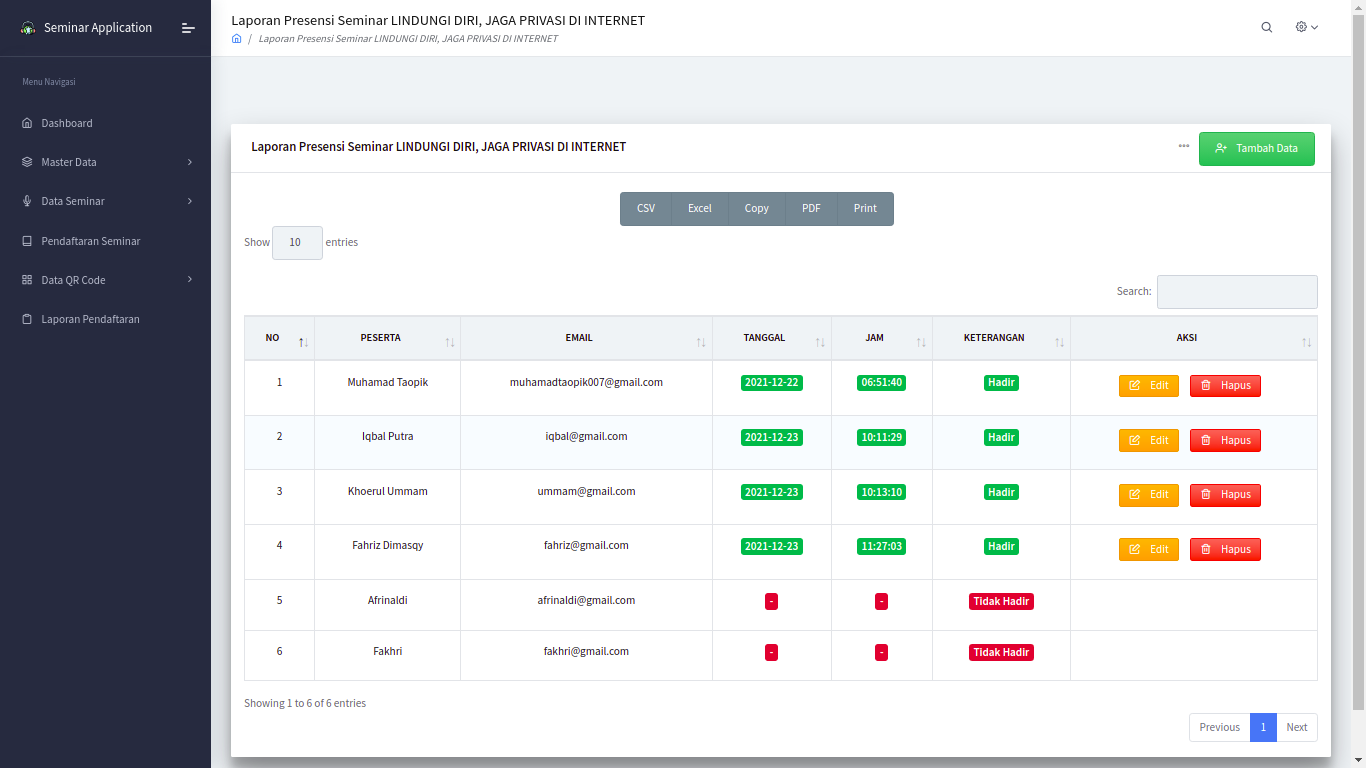 Seminar Application
Menu Navigasi
Dashboard
Master Data
Data Seminar
Pendaftaran Seminar
Data QR Code
Laporan Pendaftaran
Laporan Presensi Seminar LINDUNGI DIRI, JAGA PRIVASI DI INTERNET
/ Laporan Presensi Seminar LINDUNGI DIRI, JAGA PRIVASI DI INTERNET
Laporan Presensi Seminar LINDUNGI DIRI, JAGA PRIVASI DI INTERNET
Tambah Data
CSV Excel Copy PDF Print
Show 10 entries
Search:
NO PESERTA EMAIL TANGGAL JAM KETERANGAN AKSI
1 Muhamad Taopik muhamadtaopik007@gmail.com 2021-12-22 06:51:40 Hadir Edit Hapus
2 Iqbal Putra iqbal@gmail.com 2021-12-23 10:11:29 Hadir Edit Hapus
3 Khoerul Ummam ummam@gmail.com 2021-12-23 10:13:10 Hadir Edit Hapus
4 Fahriz Dimasqy fahriz@gmail.com 2021-12-23 11:27:03 Hadir Edit Hapus
5 Afrinaldi afrinaldi@gmail.com - - Tidak Hadir
6 Fakhri fakhri@gmail.com - - Tidak Hadir
Showing 1 to 6 of 6 entries
Previous 1 Next